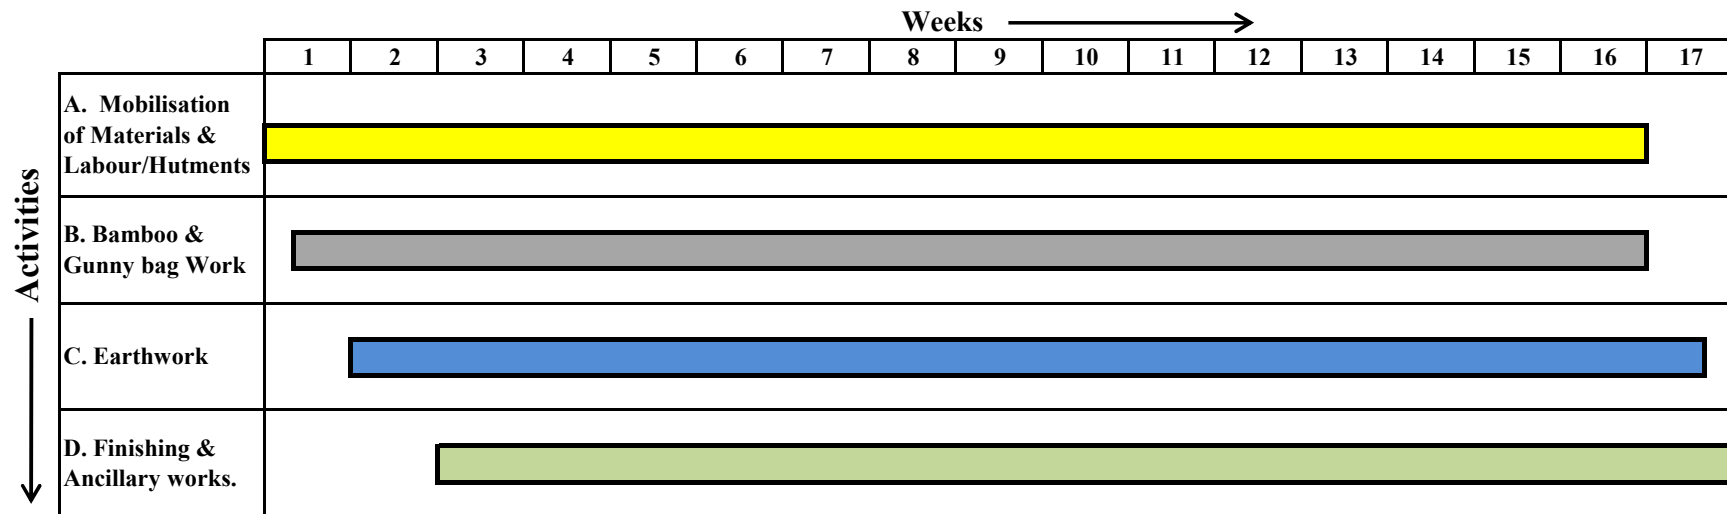 Weeks
1 2 3 4 5 6 7 8 9 10 11 12 13 14 15 16 17
Activities
A. Mobilisation
of Materials &
Labour/Hutments
B. Bamboo &
Gunny bag Work
C. Earthwork
D. Finishing &
Ancillary works.